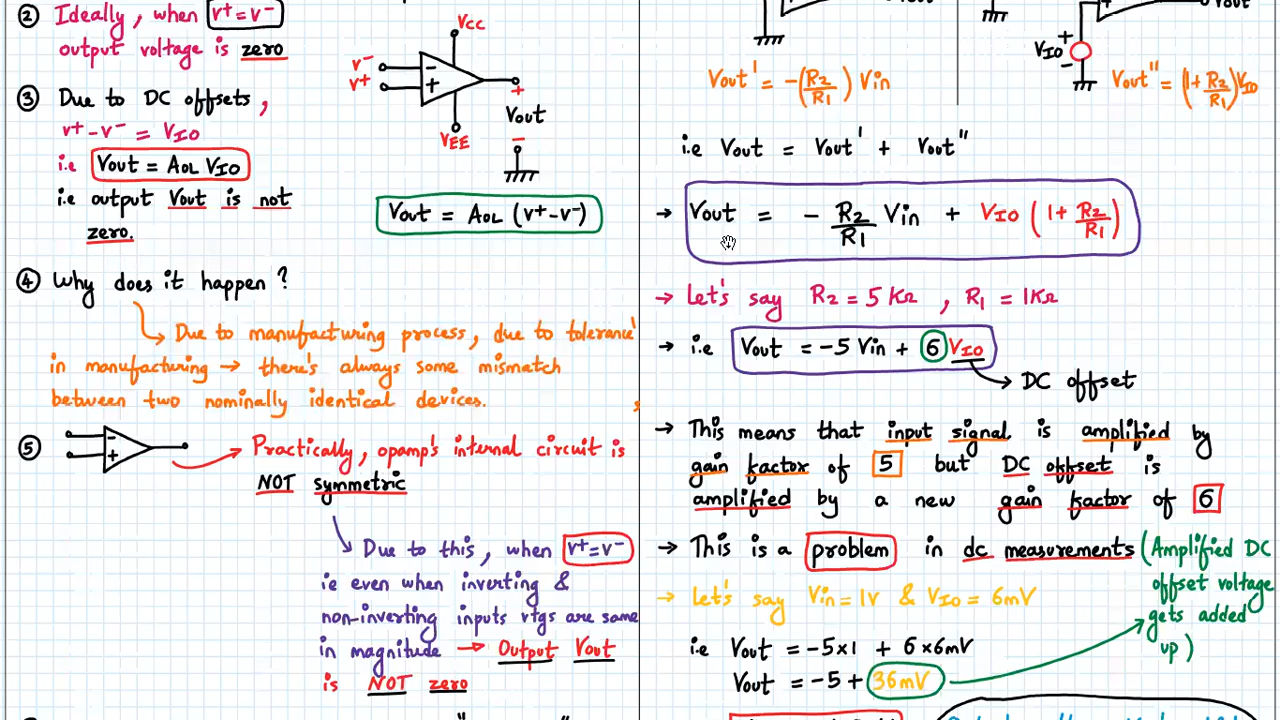 ② Ideally, when v⁺=v⁻
output voltage is zero
③ Due to DC offsets,
v⁺-v⁻ = VIO
i.e Vout = AOL VIO
i.e output Vout is not
zero.
VCC
v⁻
v⁺
-
+
+
Vout
VEE
-
Vout = AOL (v⁺-v⁻)
④ Why does it happen?
Due to manufacturing process, due to tolerance's
in manufacturing → there's always some mismatch
between two nominally identical devices.
⑤
-
+
Practically, opamp's internal circuit is
NOT symmetric
Due to this, when v⁺=v⁻
ie even when inverting &
non-inverting inputs vtgs are same
in magnitude → Output Vout
is NOT zero
Vout' = -(R2/R1) Vin
Vout
VIO
+
-
Vout" = (1+R2/R1)VIO
i.e Vout = Vout' + Vout"
→ Vout = - R2/R1 Vin + VIO (1+ R2/R1)
→ Let's say R2 = 5 KΩ , R1 = 1KΩ
→ i.e Vout = -5 Vin + 6 VIO
→ DC offset
→ This means that input signal is amplified by
gain factor of 5 but DC offset is
amplified by a new gain factor of 6
→ This is a problem in dc measurements (Amplified DC
offset voltage
gets added
up)
→ Let's say Vin = 1V & VIO = 6mV
i.e Vout = -5×1 + 6×6mV
Vout = -5 + 36mV